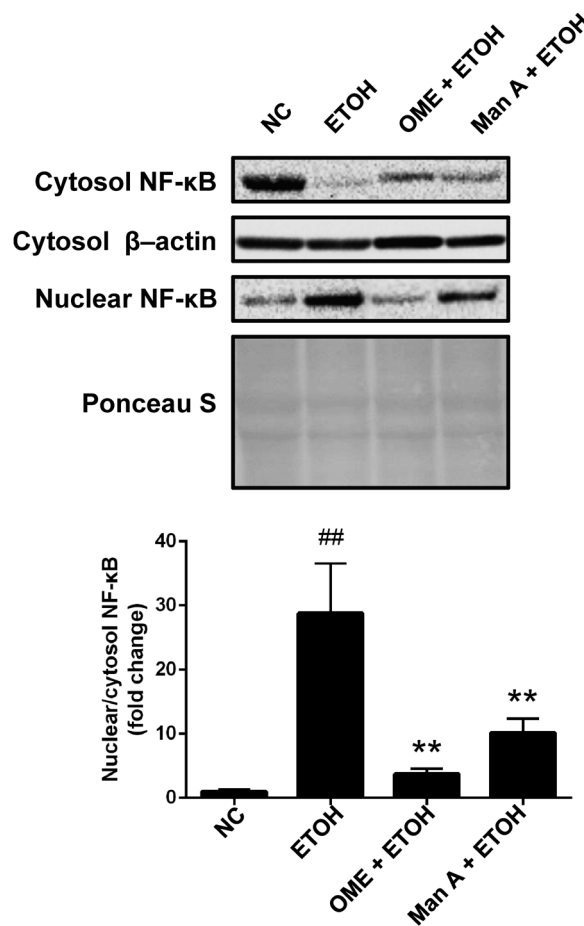 NC
ETOH
OME + ETOH
Man A + ETOH
Cytosol NF-κB
Cytosol β–actin
Nuclear NF-κB
Ponceau S
Nuclear/cytosol NF-κB
(fold change)
40
30
20
10
0
##
**
**
NC
ETOH
OME + ETOH
Man A + ETOH